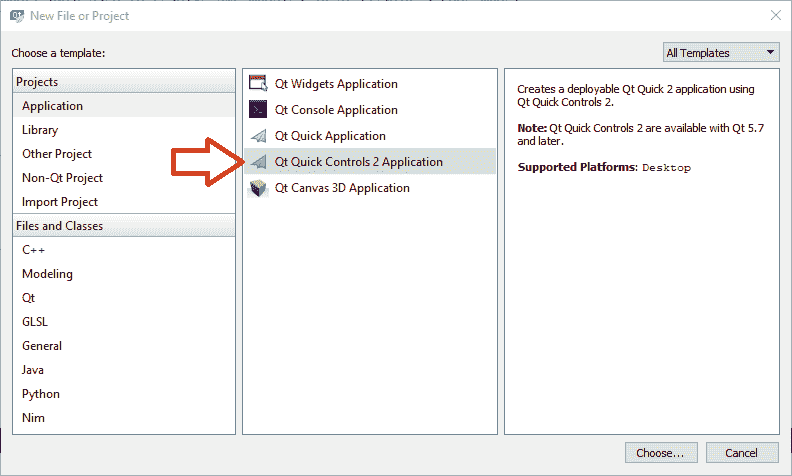 New File or Project
Choose a template:
All Templates
Projects
Application
Library
Other Project
Non-Qt Project
Import Project
Files and Classes
C++
Modeling
Qt
GLSL
General
Java
Python
Nim
Qt Widgets Application
Qt Console Application
Qt Quick Application
Qt Quick Controls 2 Application
Qt Canvas 3D Application
Creates a deployable Qt Quick 2 application using
Qt Quick Controls 2.
Note: Qt Quick Controls 2 are available with Qt 5.7
and later.
Supported Platforms: Desktop
Choose...
Cancel